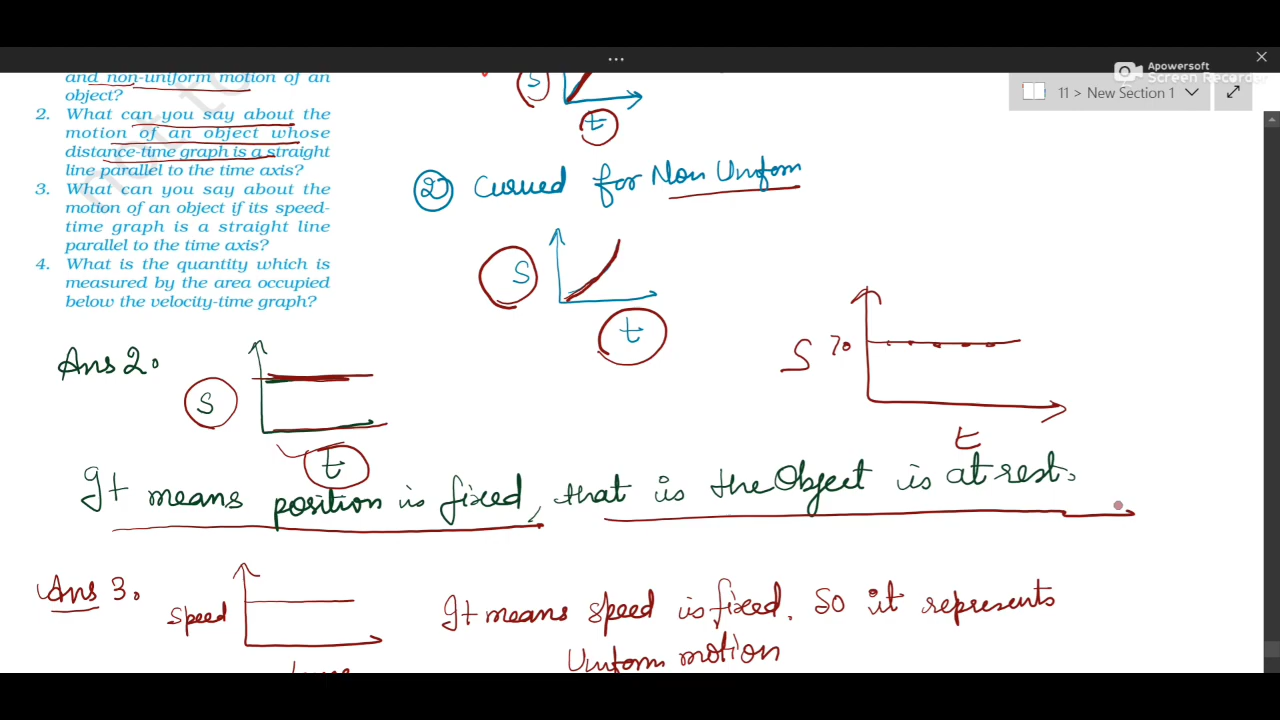 ...
Apowersoft
Screen Recorder
11 > New Section 1
and non-uniform motion of an
object?
2. What can you say about the
motion of an object whose
distance-time graph is a straight
line parallel to the time axis?
3. What can you say about the
motion of an object if its speed-
time graph is a straight line
parallel to the time axis?
4. What is the quantity which is
measured by the area occupied
below the velocity-time graph?
S
t
② Curved for Non Uniform
S
t
Ans 2.
S
t
S 70
t
It means position is fixed, that is the Object is at rest.
Ans 3.
Speed
It means speed is fixed. So it represents
Uniform motion